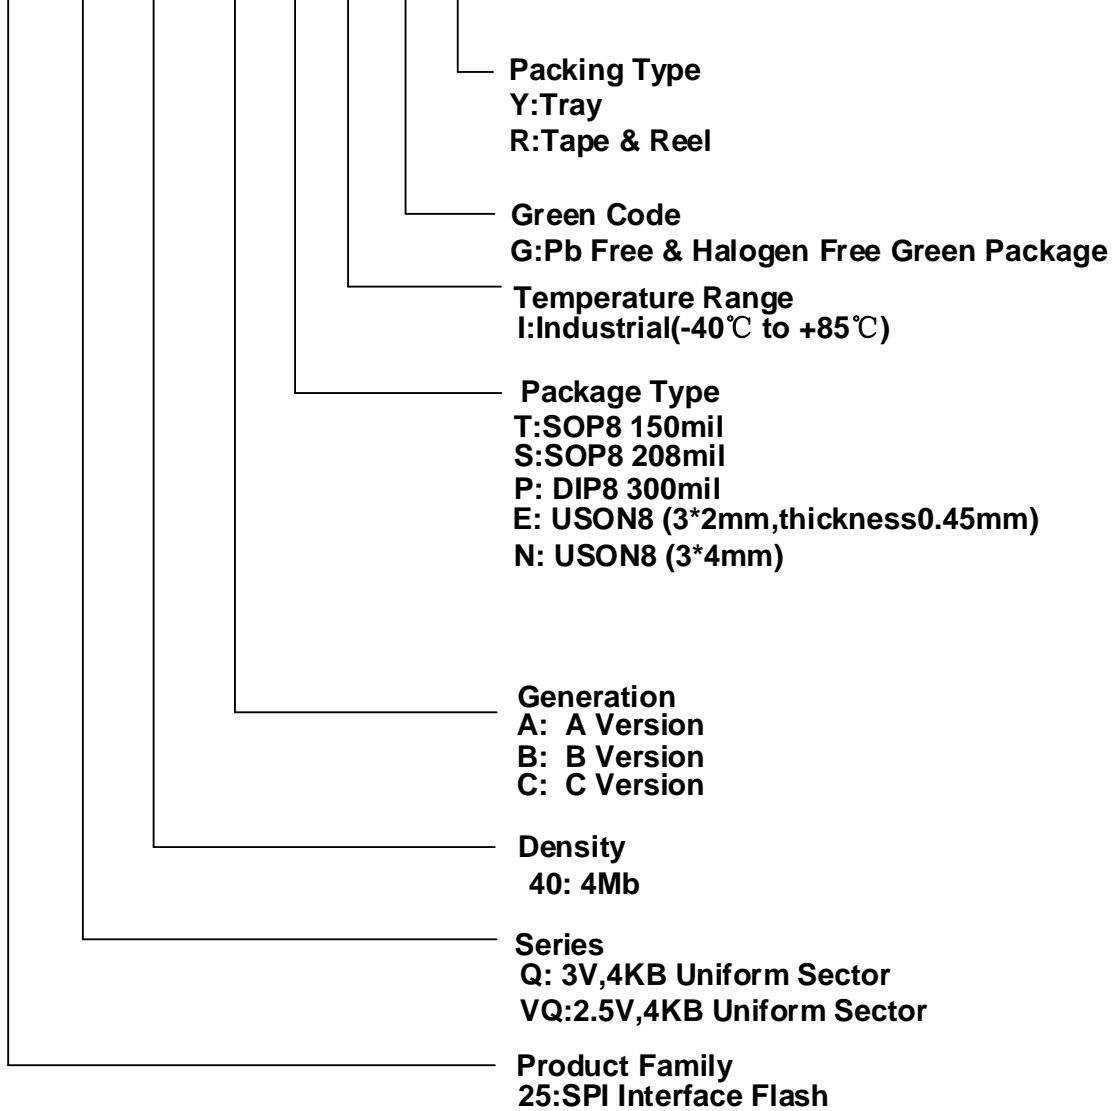 Packing Type
Y:Tray
R:Tape & Reel
Green Code
G:Pb Free & Halogen Free Green Package
Temperature Range
I:Industrial(-40℃ to +85℃)
Package Type
T:SOP8 150mil
S:SOP8 208mil
P: DIP8 300mil
E: USON8 (3*2mm,thickness0.45mm)
N: USON8 (3*4mm)
Generation
A: A Version
B: B Version
C: C Version
Density
40: 4Mb
Series
Q: 3V,4KB Uniform Sector
VQ:2.5V,4KB Uniform Sector
Product Family
25:SPI Interface Flash